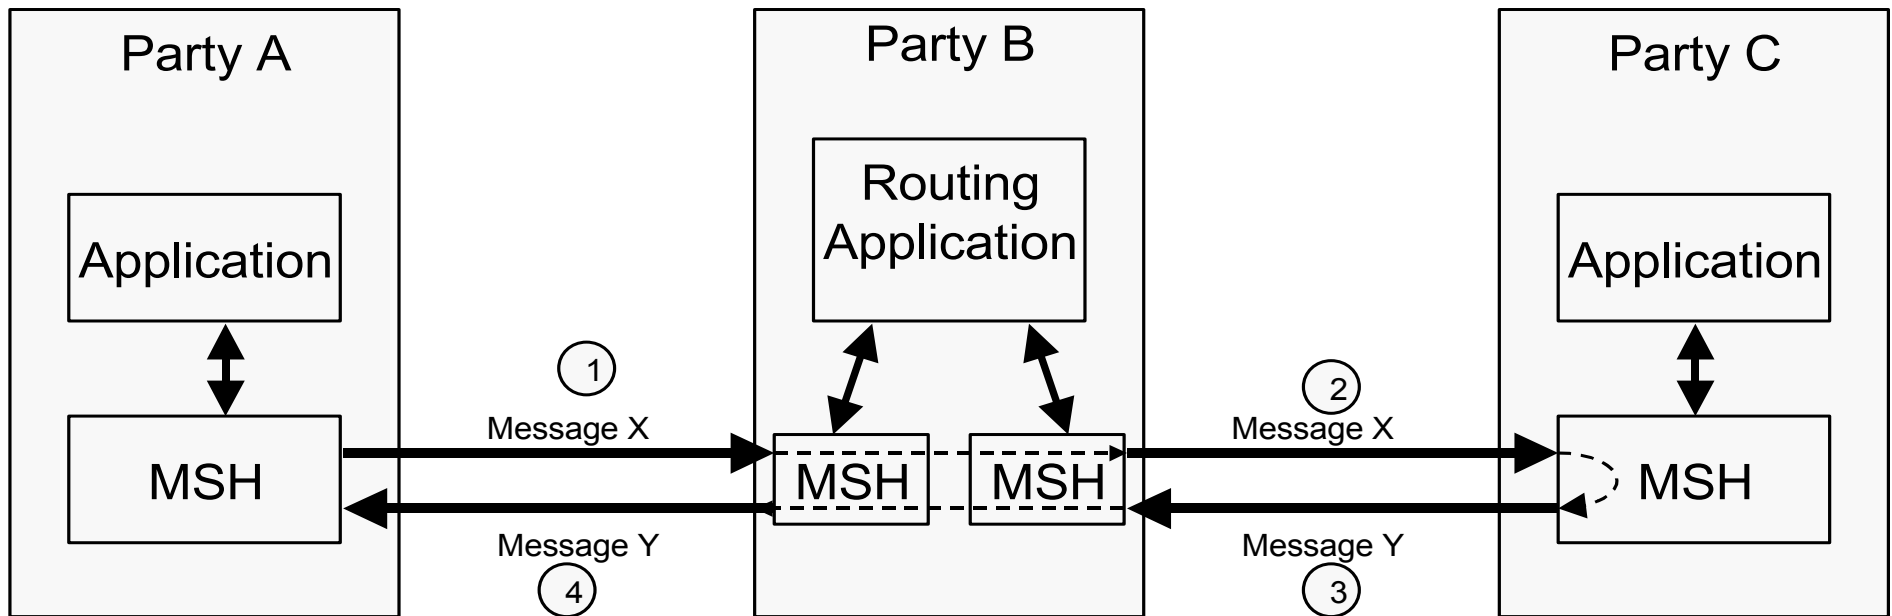 Party A
Party B
Party C
Application
Routing
Application
Application
1
Message X
2
Message X
MSH
MSH
MSH
MSH
Message Y
4
Message Y
3